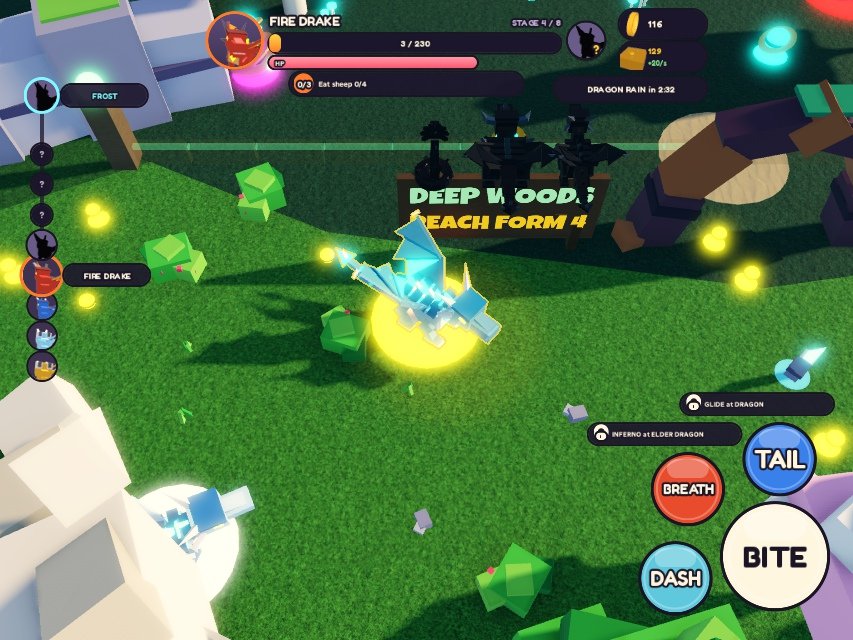 FIRE DRAKE
STAGE 4 / 8
3 / 230
HP
0/3 Eat sheep 0/4
?
116
129
+20/s
DRAGON RAIN in 2:32
FROST
?
?
?
FIRE DRAKE
DEEP WOODS
REACH FORM 4
GLIDE at DRAGON
INFERNO at ELDER DRAGON
TAIL
BREATH
BITE
DASH